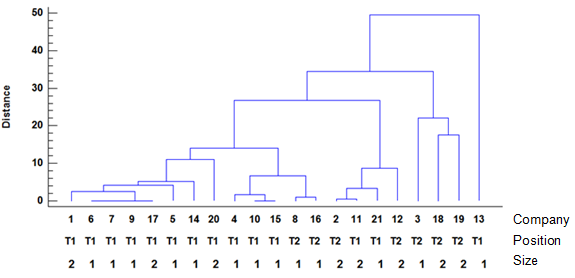 50
40
30
20
10
0
Distance
1 6 7 9 17 5 14 20 4 10 15 8 16 2 11 21 12 3 18 19 13 Company
T1 T1 T1 T1 T1 T1 T1 T1 T1 T1 T1 T2 T2 T2 T2 T1 T2 T1 T2 T2 T1 Position
2 1 1 1 2 1 1 2 1 1 1 1 1 2 2 1 2 1 2 2 1 Size